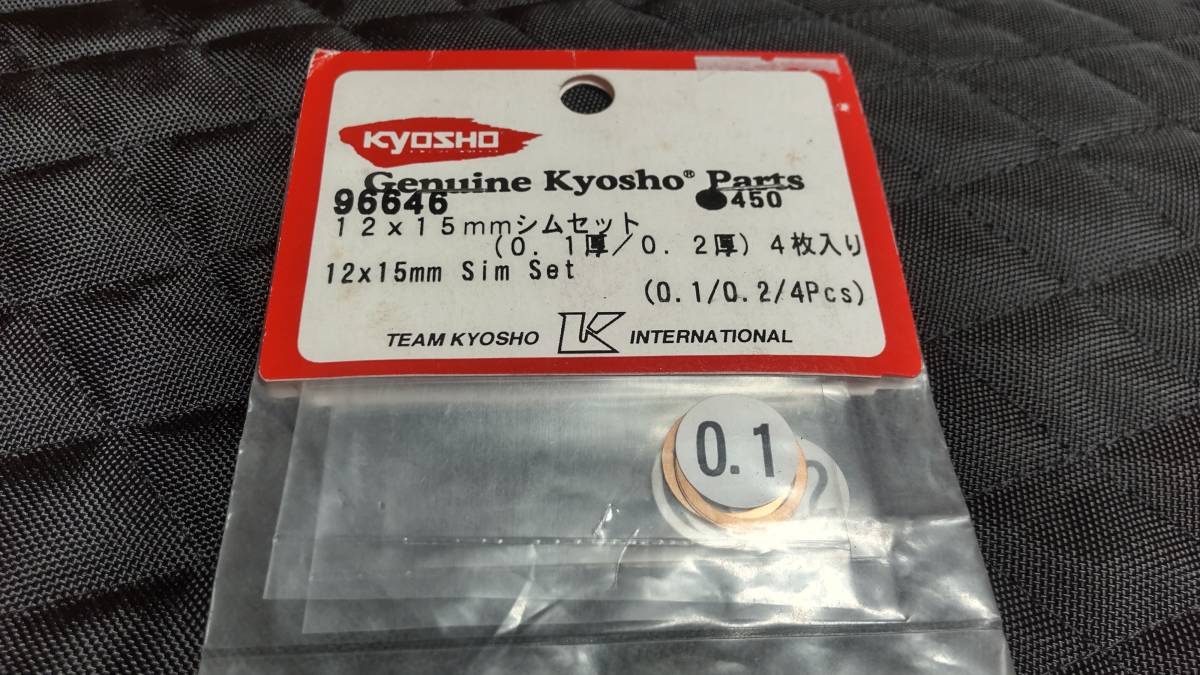 KYOSHO
Genuine Kyosho® Parts
96646 ●450
12x15mmシムセット
(0.1厚/0.2厚)4枚入り
12x15mm Sim Set
(0.1/0.2/4Pcs)
TEAM KYOSHO K INTERNATIONAL
0.1
2